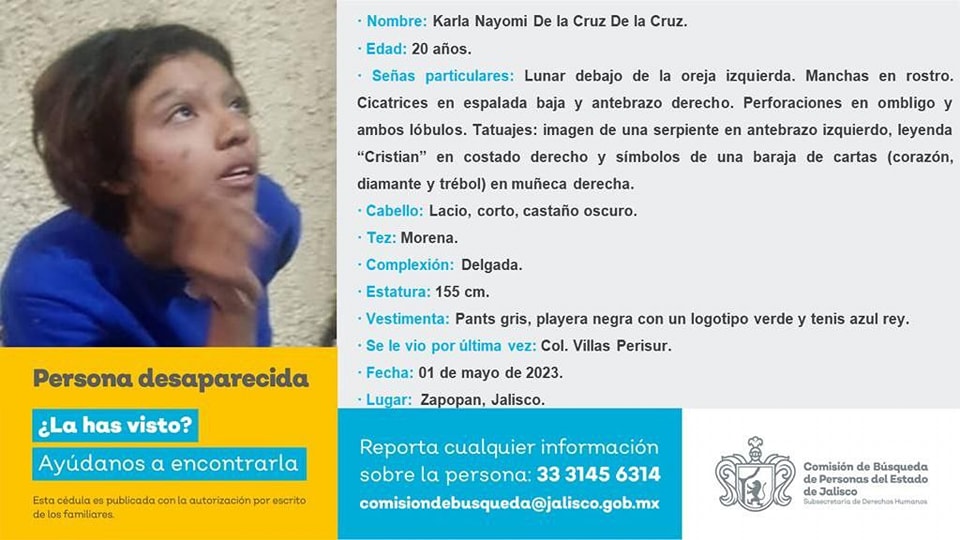 · Nombre: Karla Nayomi De la Cruz De la Cruz.
· Edad: 20 años.
· Señas particulares: Lunar debajo de la oreja izquierda. Manchas en rostro.
Cicatrices en espalada baja y antebrazo derecho. Perforaciones en ombligo y
ambos lóbulos. Tatuajes: imagen de una serpiente en antebrazo izquierdo, leyenda
“Cristian” en costado derecho y símbolos de una baraja de cartas (corazón,
diamante y trébol) en muñeca derecha.
· Cabello: Lacio, corto, castaño oscuro.
· Tez: Morena.
· Complexión: Delgada.
· Estatura: 155 cm.
· Vestimenta: Pants gris, playera negra con un logotipo verde y tenis azul rey.
· Se le vio por última vez: Col. Villas Perisur.
· Fecha: 01 de mayo de 2023.
· Lugar: Zapopan, Jalisco.
Persona desaparecida
¿La has visto?
Ayúdanos a encontrarla
Esta cédula es publicada con la autorización por escrito
de los familiares.
Reporta cualquier información
sobre la persona: 33 3145 6314
comisiondebusqueda@jalisco.gob.mx
Comisión de Búsqueda
de Personas del Estado
de Jalisco
Subsecretaría de Derechos Humanos